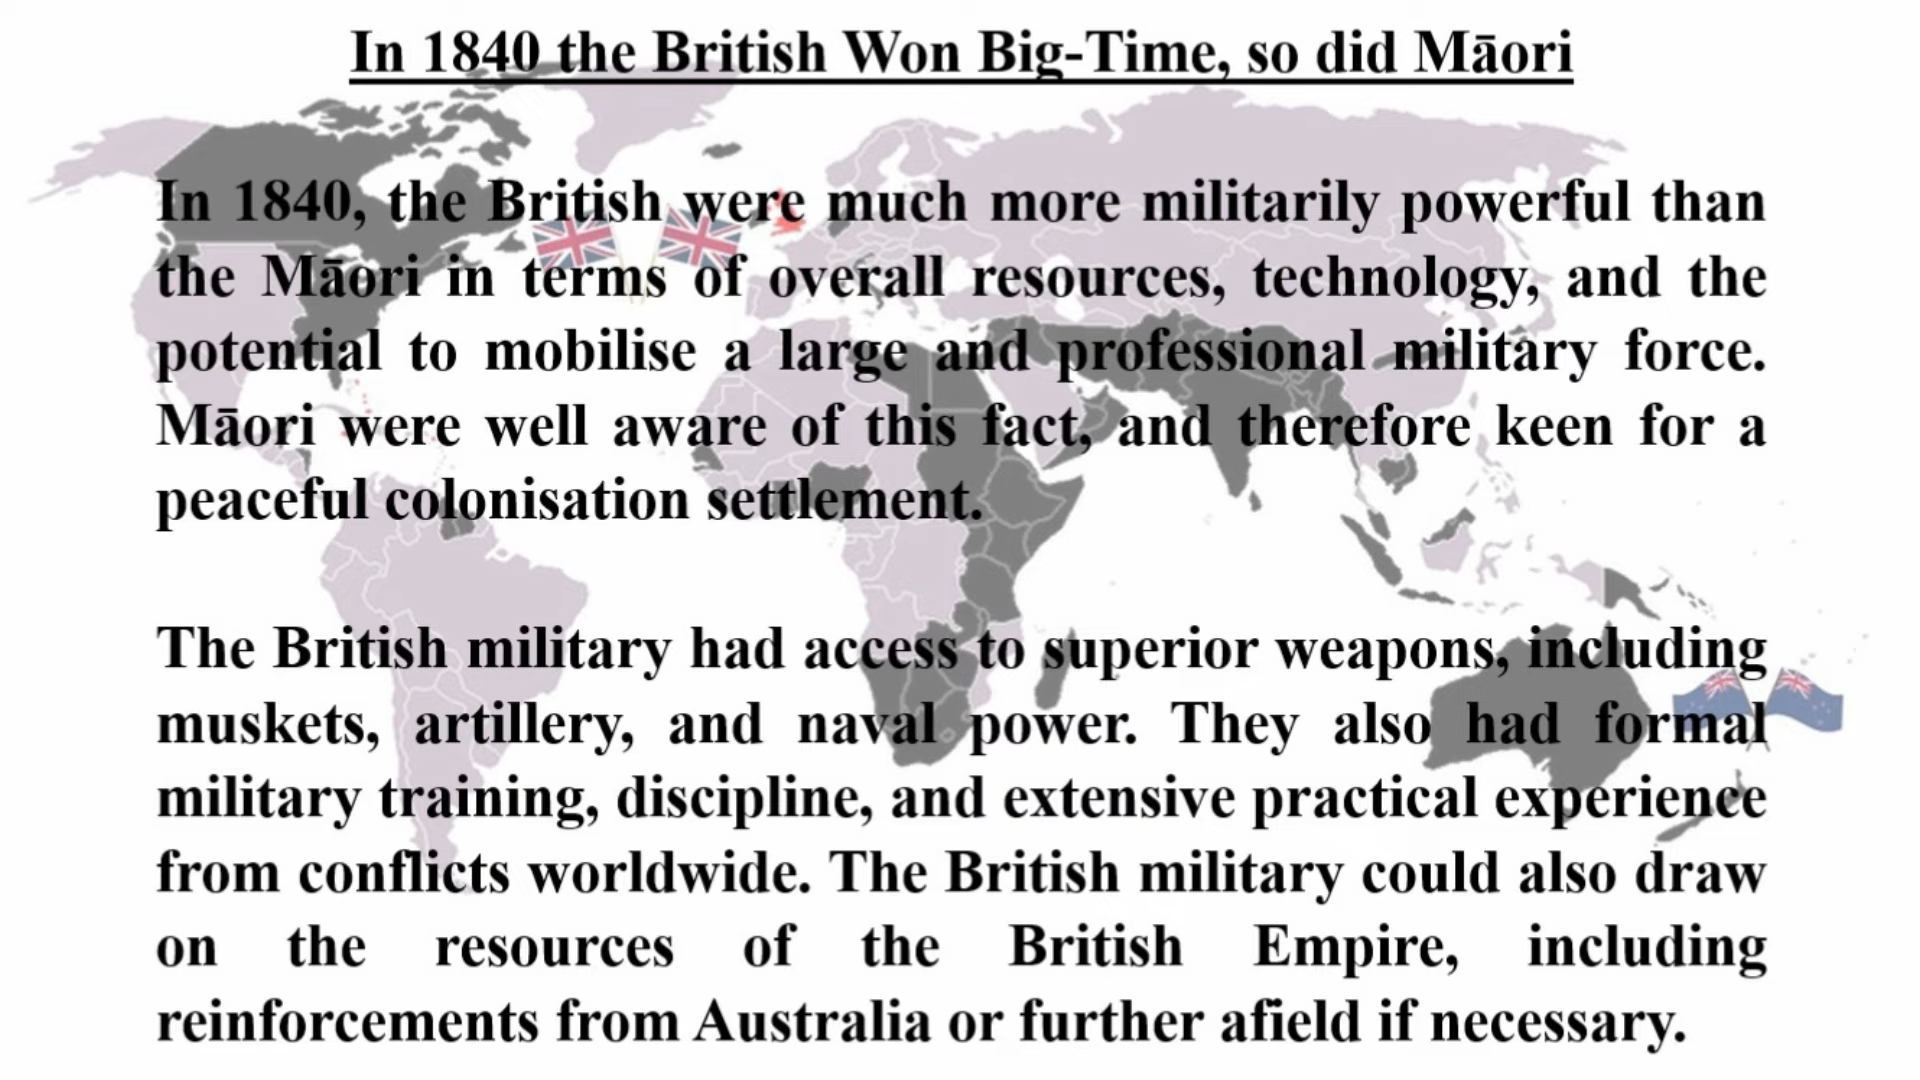 In 1840 the British Won Big-Time, so did Māori
In 1840, the British were much more militarily powerful than
the Māori in terms of overall resources, technology, and the
potential to mobilise a large and professional military force.
Māori were well aware of this fact, and therefore keen for a
peaceful colonisation settlement.
The British military had access to superior weapons, including
muskets, artillery, and naval power. They also had formal
military training, discipline, and extensive practical experience
from conflicts worldwide. The British military could also draw
on the resources of the British Empire, including
reinforcements from Australia or further afield if necessary.